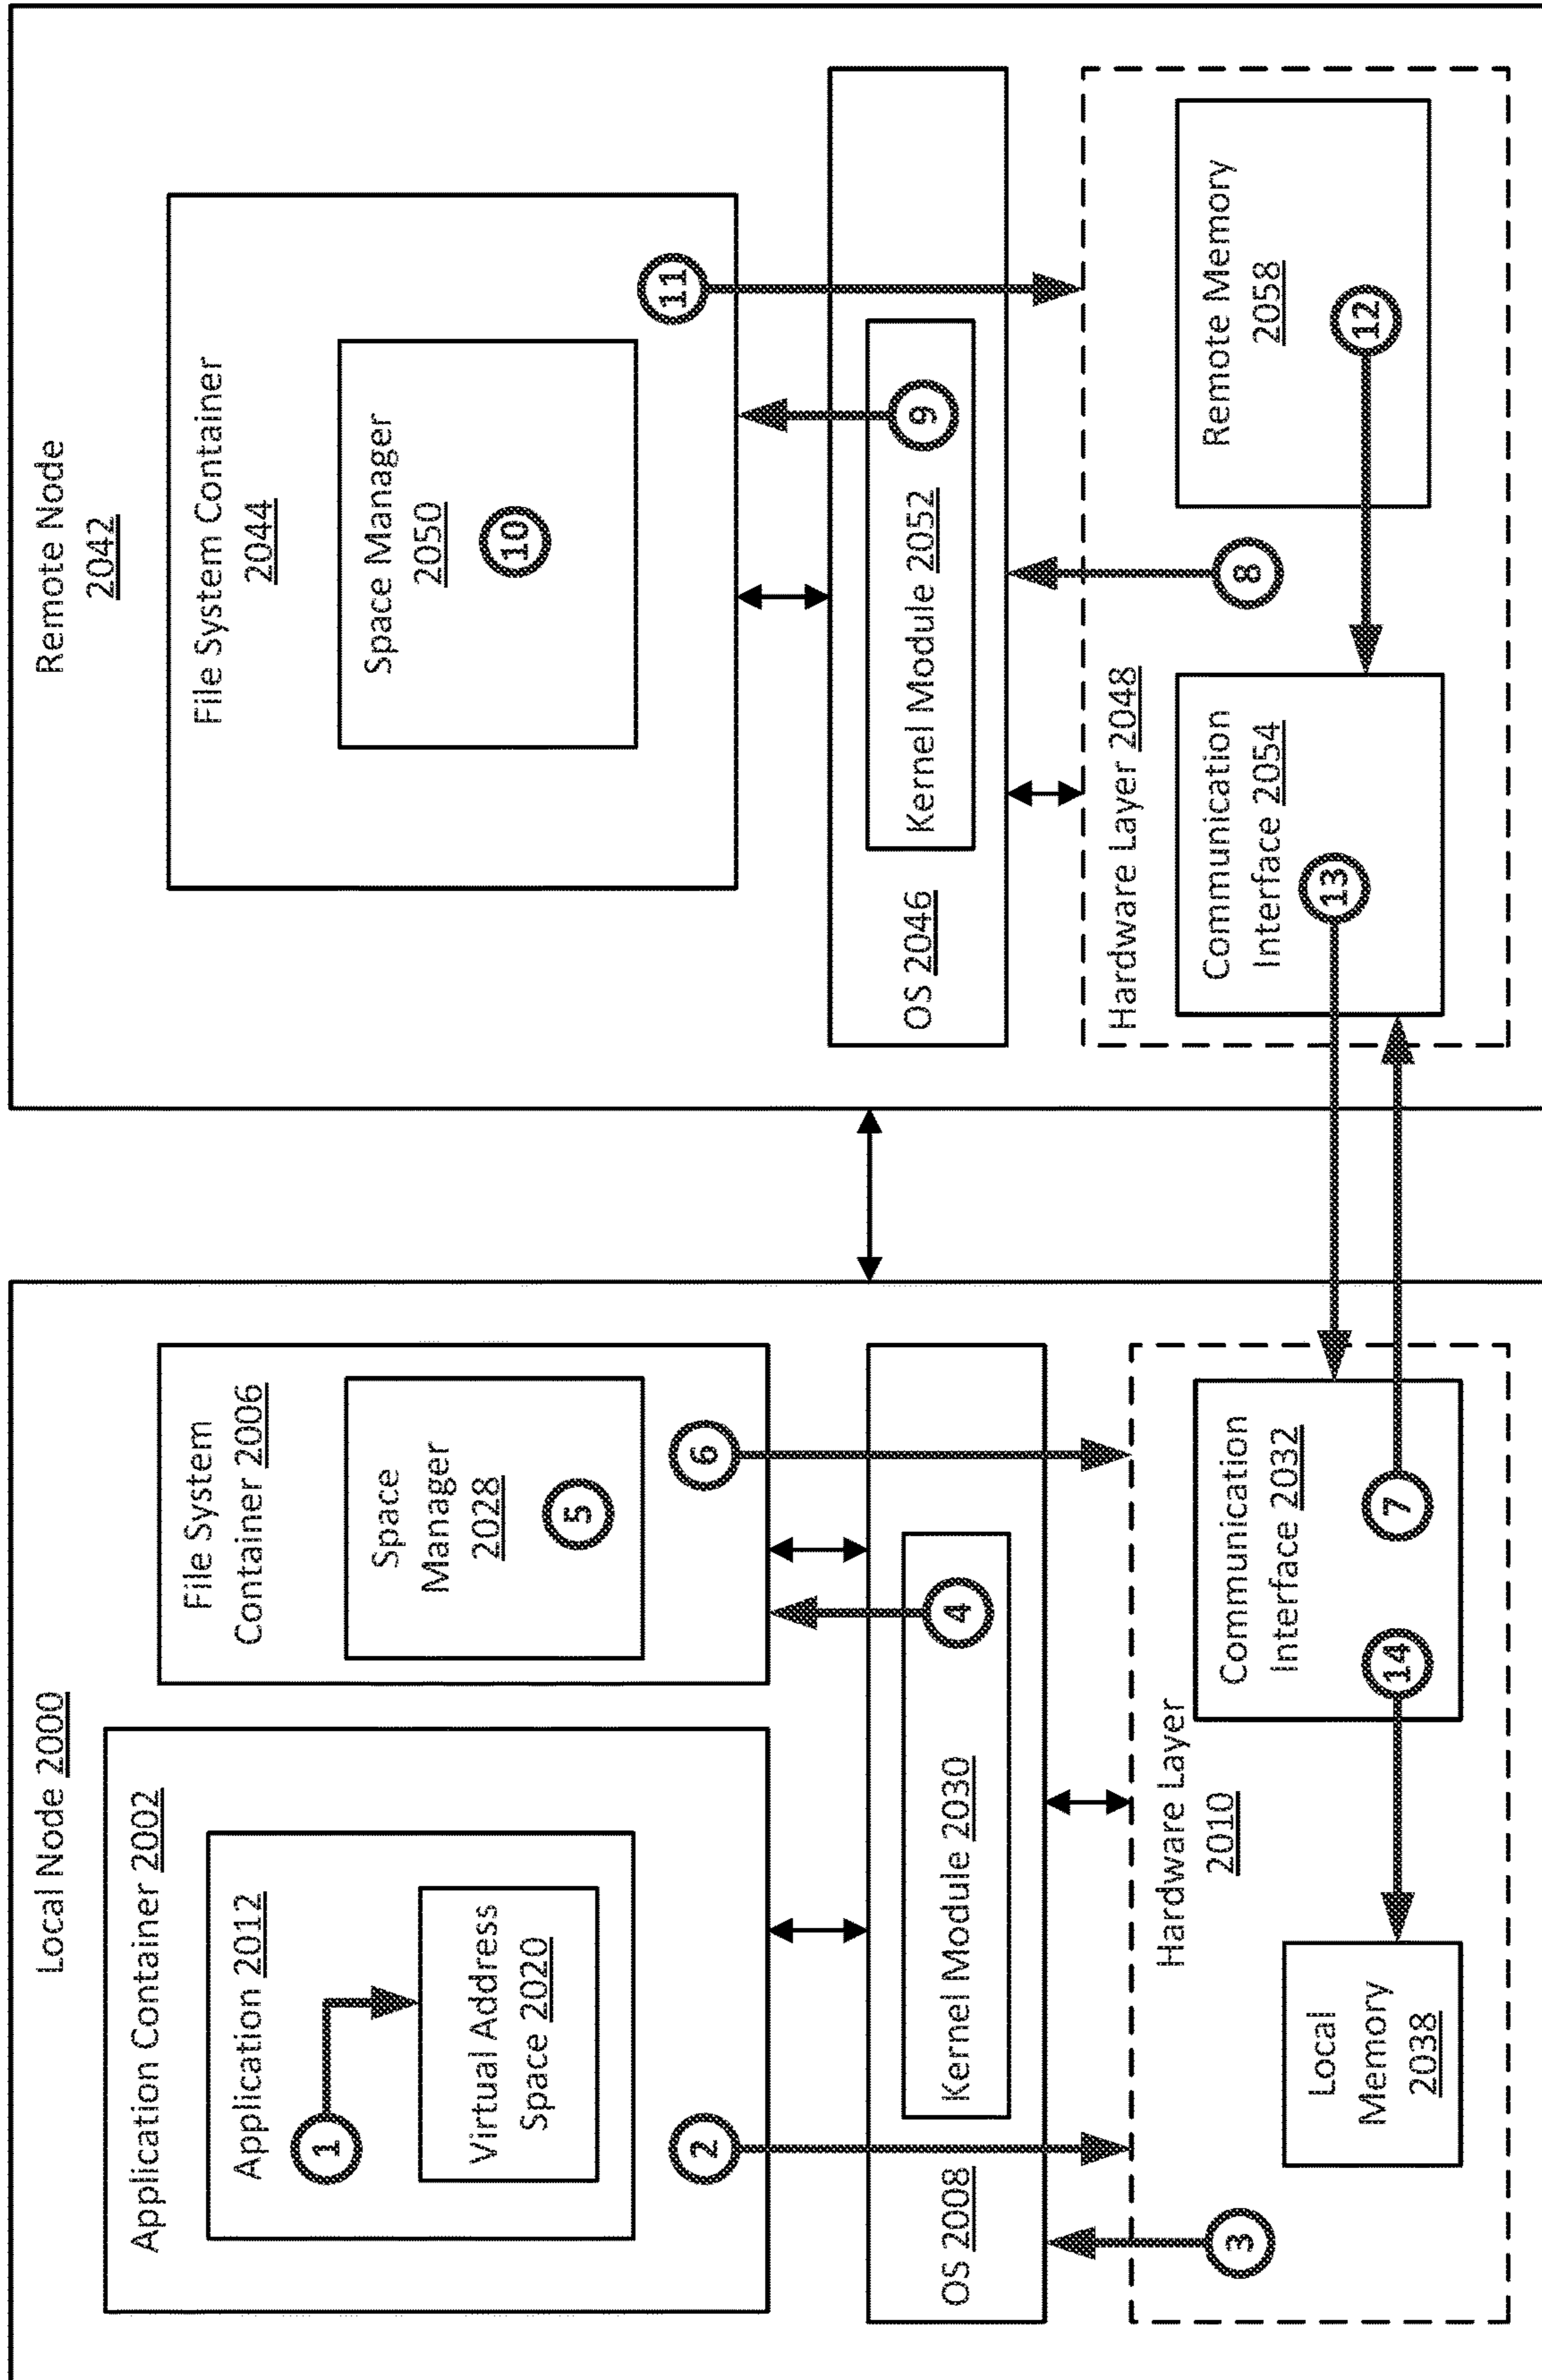 Local Node 2000
Application Container 2002
Application 2012
1
Virtual Address
Space 2020
2
File System
Container 2006
Space
Manager
2028
5
6
OS 2008
Kernel Module 2030
4
3
Hardware Layer
2010
Local
Memory
2038
Communication
Interface 2032
14
7
Remote Node
2042
File System Container
2044
Space Manager
2050
10
11
OS 2046
Kernel Module 2052
9
Hardware Layer 2048
8
Communication
Interface 2054
13
Remote Memory
2058
12